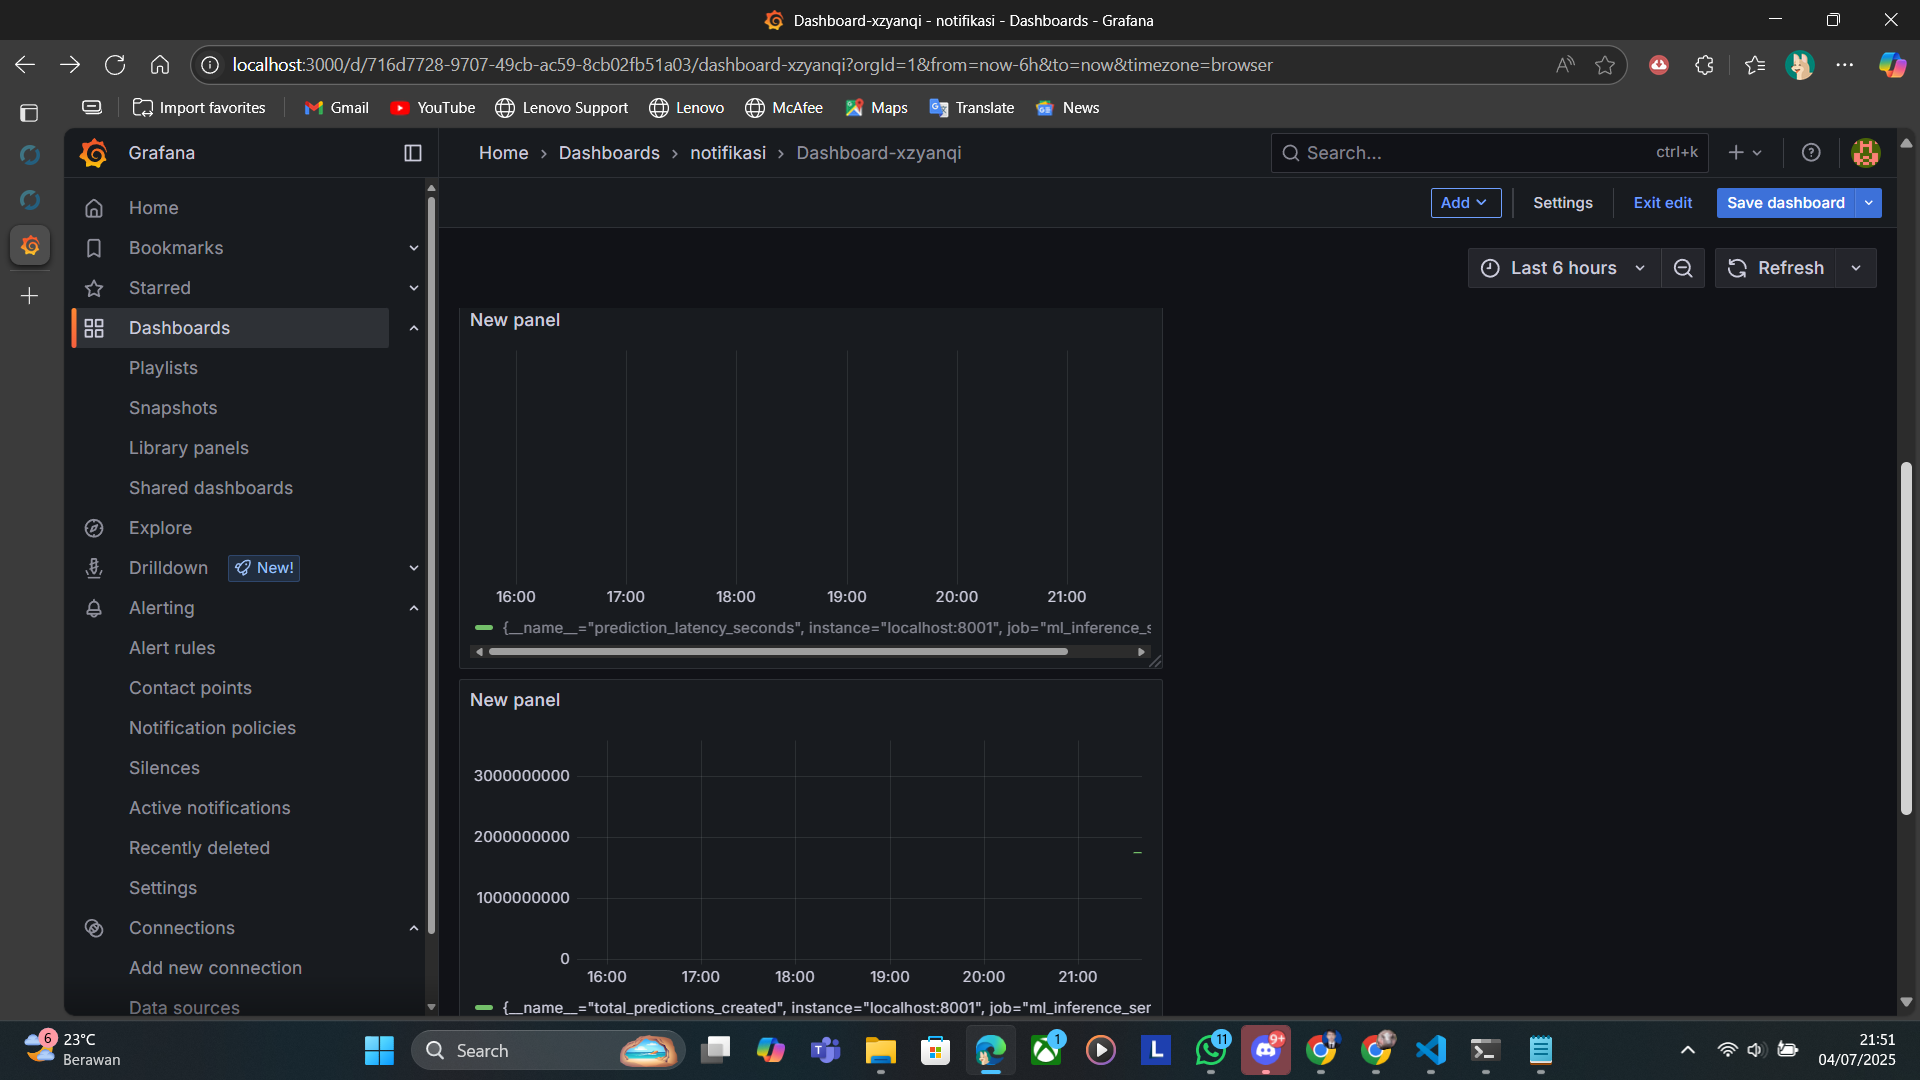 Dashboard-xzyanqi - notifikasi - Dashboards - Grafana
localhost:3000/d/716d7728-9707-49cb-ac59-8cb02fb51a03/dashboard-xzyanqi?orgId=1&from=now-6h&to=now&timezone=browser
Import favorites
Gmail
YouTube
Lenovo Support
Lenovo
McAfee
Maps
Translate
News
Grafana
Home › Dashboards › notifikasi › Dashboard-xzyanqi
Search...
ctrl+k
Add
Settings
Exit edit
Save dashboard
Last 6 hours
Refresh
Home
Bookmarks
Starred
Dashboards
Playlists
Snapshots
Library panels
Shared dashboards
Explore
Drilldown
New!
Alerting
Alert rules
Contact points
Notification policies
Silences
Active notifications
Recently deleted
Settings
Connections
Add new connection
Data sources
New panel
16:00 17:00 18:00 19:00 20:00 21:00
{__name__="prediction_latency_seconds", instance="localhost:8001", job="ml_inference_s
New panel
3000000000
2000000000
1000000000
0
16:00 17:00 18:00 19:00 20:00 21:00
{__name__="total_predictions_created", instance="localhost:8001", job="ml_inference_ser
6
23°C
Berawan
Search
1
L
11
9+
21:51
04/07/2025